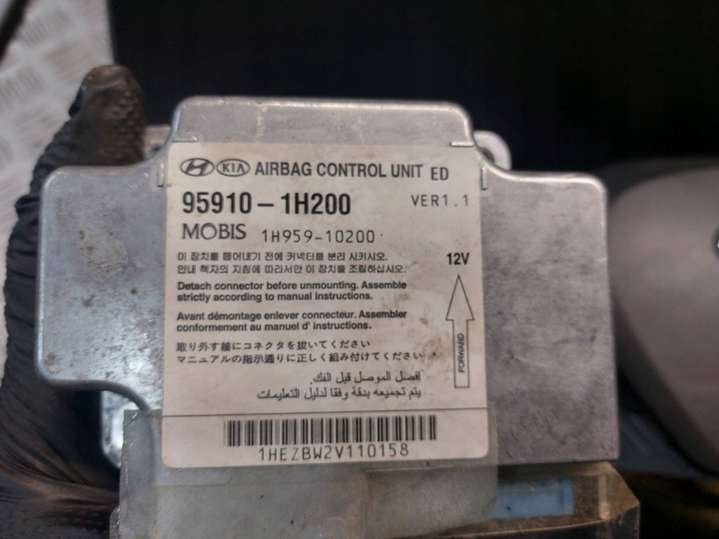 KIA AIRBAG CONTROL UNIT ED
95910-1H200 VER1.1
MOBIS 1H959-10200
이 장치를 떼어내기 전에 커넥터를 분리 시키시오.
안내 책자의 지침에 따라서만 이 장치를 조립하십시오.
12V
Detach connector before unmounting. Assemble
strictly according to manual instructions.
Avant démontage enlever connecteur. Assembler
conformement au manuel d' instructions.
取り外す前にコネクタを抜いてください
マニュアルの指示通りに正しく組み付けてください
FORWARD
افصل الموصل قبل الفك.
يتم تجميعه بدقة وفقا لدليل التعليمات.
1HEZBW2V110158